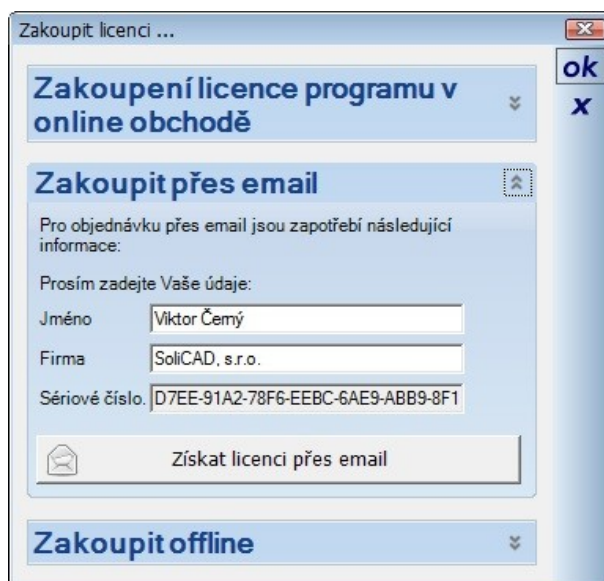 Zakoupit licenci ...
ok
x
Zakoupení licence programu v
online obchodě
Zakoupit přes email
Pro objednávku přes email jsou zapotřebí následující
informace:
Prosím zadejte Vaše údaje:
Jméno Viktor Černý
Firma SoliCAD, s.r.o.
Sériové číslo. D7EE-91A2-78F6-EEBC-6AE9-ABB9-8F1
Získat licenci přes email
Zakoupit offline